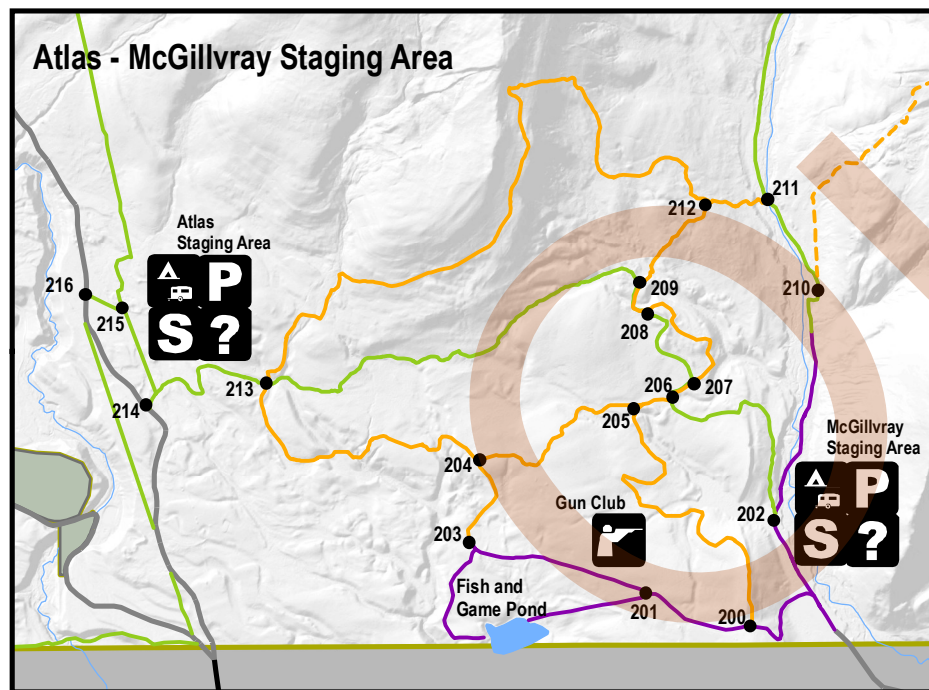 Atlas - McGillvray Staging Area
211
212
Atlas
Staging Area
P
S ?
216
215
209
210
208
213
214
206
207
205
McGillvray
Staging Area
P
S ?
204
Gun Club
202
203
Fish and
Game Pond
201
200